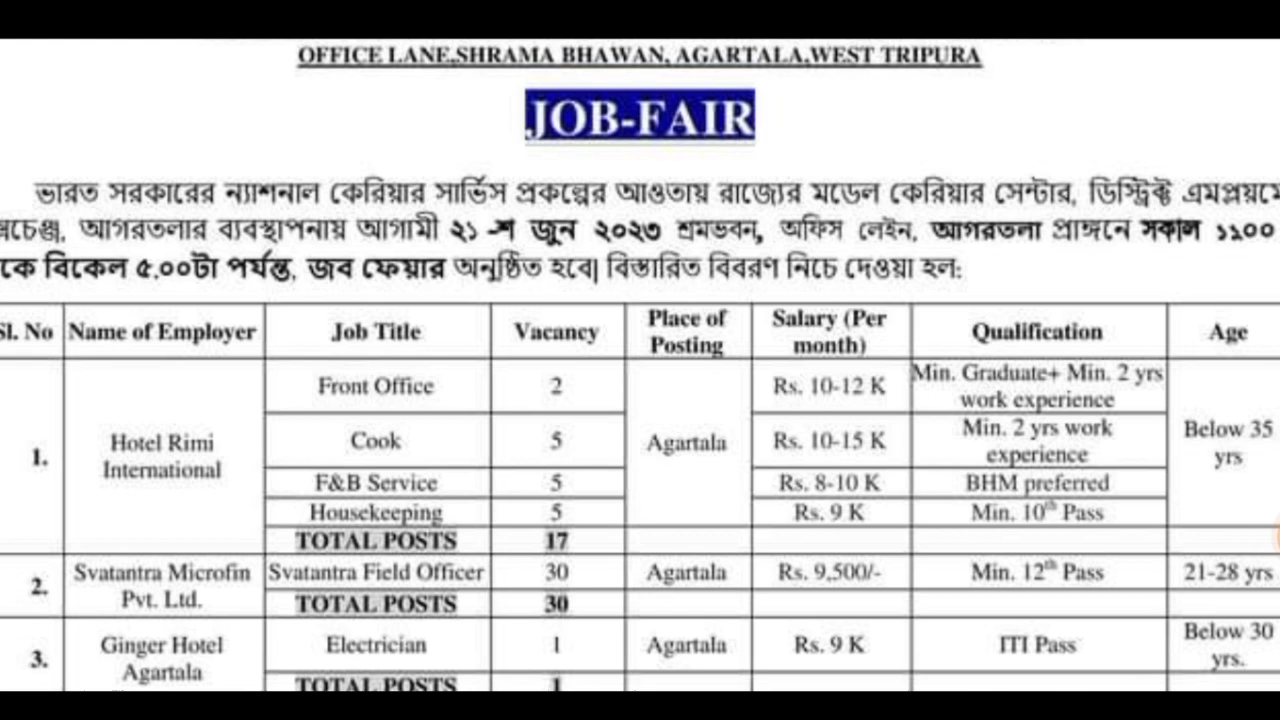 OFFICE LANE,SHRAMA BHAWAN, AGARTALA,WEST TRIPURA
JOB-FAIR
ভারত সরকারের ন্যাশনাল কেরিয়ার সার্ভিস প্রকল্পের আওতায় রাজ্যের মডেল কেরিয়ার সেন্টার, ডিস্ট্রিক্ট
আগরতলার ব্যবস্থাপনায় আগামী ২১ -শ জুন ২০২৩ শ্রমভবন, অফিস লেইন, আগরতলা প্রাঙ্গনে সকাল ১১00
কে বিকেল ৫.০০টা পর্যন্ত, জব ফেয়ার অনুষ্ঠিত হবে| বিস্তারিত বিবরণ নিচে দেওয়া হল:
Sl. No Name of Employer Job Title Vacancy Place of Posting Salary (Per month) Qualification Age
1. Hotel Rimi International Front Office 2 Agartala Rs. 10-12 K Min. Graduate+ Min. 2 yrs work experience Below 35 yrs
Cook 5 Rs. 10-15 K Min. 2 yrs work experience
F&B Service 5 Rs. 8-10 K BHM preferred
Housekeeping 5 Rs. 9 K Min. 10th Pass
TOTAL POSTS 17
2. Svatantra Microfin Pvt. Ltd. Svatantra Field Officer 30 Agartala Rs. 9,500/- Min. 12th Pass 21-28 yrs
TOTAL POSTS 30
3. Ginger Hotel Agartala Electrician 1 Agartala Rs. 9 K ITI Pass Below 30 yrs.
TOTAL POSTS 1